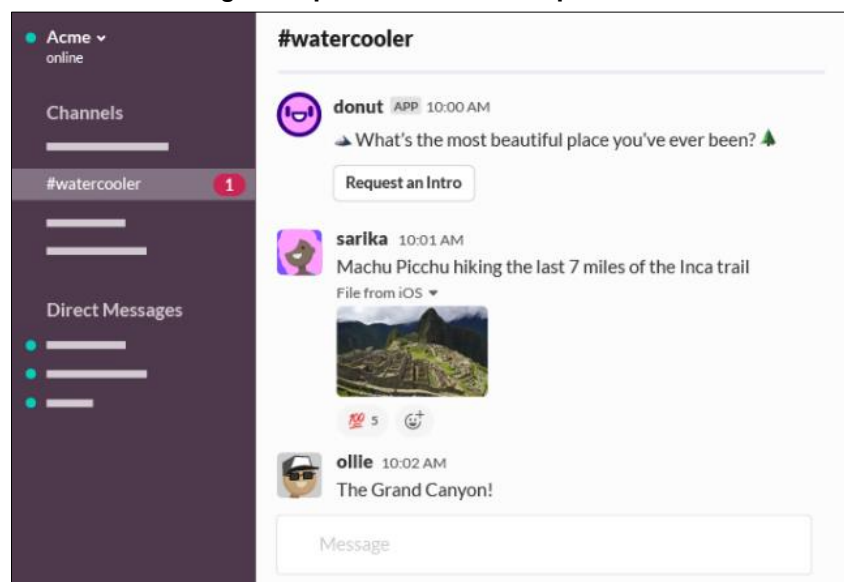 Acme
online
Channels
#watercooler
1
Direct Messages
#watercooler
donut APP 10:00 AM
What's the most beautiful place you've ever been?
Request an Intro
sarika 10:01 AM
Machu Picchu hiking the last 7 miles of the Inca trail
File from iOS
💯 5
ollie 10:02 AM
The Grand Canyon!
Message